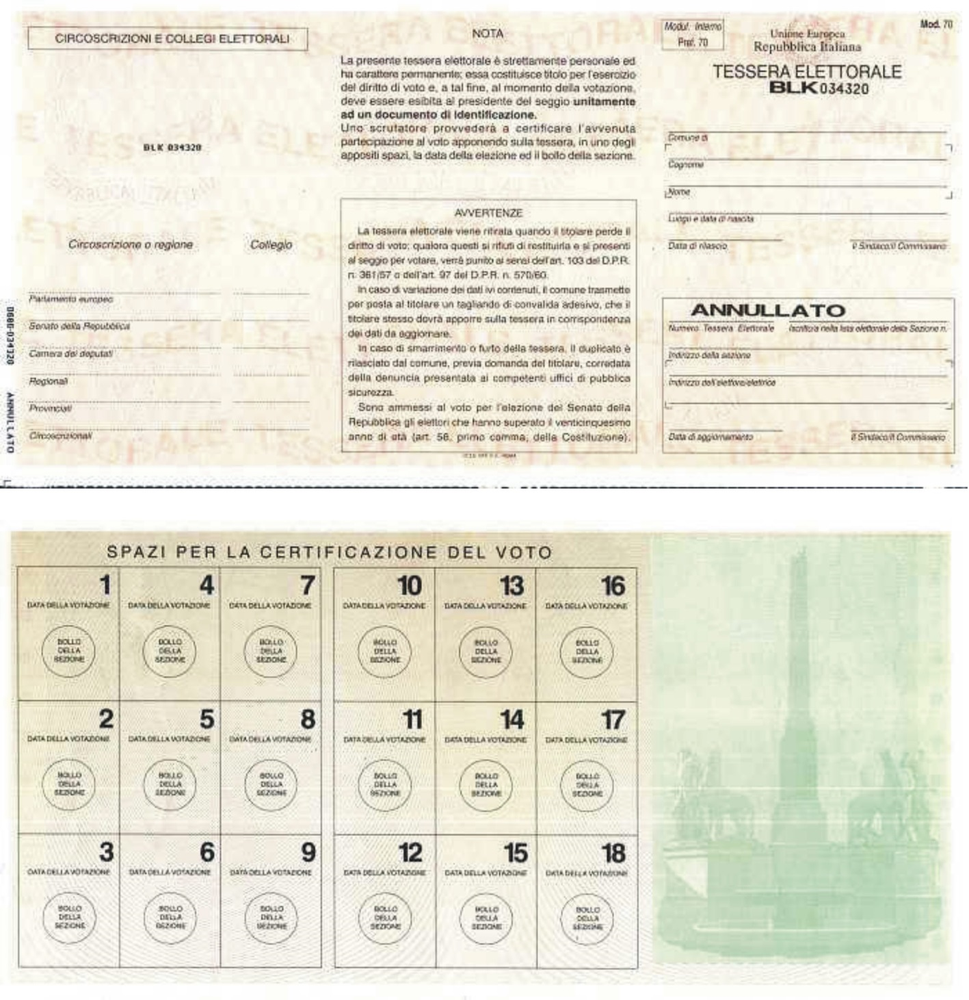 CIRCOSCRIZIONI E COLLEGI ELETTORALI
BLK 034320
Circoscrizione o regione
Collegio
Parlamento europeo
Senato della Repubblica
Camera dei deputati
Regionali
Provinciali
Circoscrizionali
0600-034320 ANNULLATO
NOTA
La presente tessera elettorale è strettamente personale ed
ha carattere permanente; essa costituisce titolo per l'esercizio
del diritto di voto e, a tal fine, al momento della votazione,
deve essere esibita al presidente del seggio unitamente
ad un documento di identificazione.
Uno scrutatore provvederà a certificare l'avvenuta
partecipazione al voto apponendo sulla tessera, in uno degli
appositi spazi, la data della elezione ed il bollo della sezione.
AVVERTENZE
La tessera elettorale viene ritirata quando il titolare perde il
diritto di voto; qualora questi si rifiuti di restituirla e si presenti
al seggio per votare, verrà punito ai sensi dell'art. 103 del D.P.R.
n. 361/57 o dell'art. 97 del D.P.R. n. 570/60.
In caso di variazione dei dati ivi contenuti, il comune trasmette
per posta al titolare un tagliando di convalida adesivo, che il
titolare stesso dovrà apporre sulla tessera in corrispondenza
dei dati da aggiornare.
In caso di smarrimento o furto della tessera, il duplicato è
rilasciato dal comune, previa domanda del titolare, corredata
della denuncia presentata ai competenti uffici di pubblica
sicurezza.
Sono ammessi al voto per l'elezione del Senato della
Repubblica gli elettori che hanno superato il venticinquesimo
anno di età (art. 58, primo comma, della Costituzione).
Modul. Interno
Pref. 70
Mod. 70
Unione Europea
Repubblica Italiana
TESSERA ELETTORALE
BLK 034320
Comune di
Cognome
Nome
Luogo e data di nascita
Data di rilascio
Il Sindaco/Il Commissario
ANNULLATO
Numero Tessera Elettorale
Iscritto/a nella lista elettorale della Sezione n.
Indirizzo della sezione
Indirizzo dell'elettore/elettrice
Data di aggiornamento
Il Sindaco/Il Commissario
SPAZI PER LA CERTIFICAZIONE DEL VOTO
1
DATA DELLA VOTAZIONE
BOLLO
DELLA
SEZIONE
4
DATA DELLA VOTAZIONE
BOLLO
DELLA
SEZIONE
7
DATA DELLA VOTAZIONE
BOLLO
DELLA
SEZIONE
10
DATA DELLA VOTAZIONE
BOLLO
DELLA
SEZIONE
13
DATA DELLA VOTAZIONE
BOLLO
DELLA
SEZIONE
16
DATA DELLA VOTAZIONE
BOLLO
DELLA
SEZIONE
2
DATA DELLA VOTAZIONE
BOLLO
DELLA
SEZIONE
5
DATA DELLA VOTAZIONE
BOLLO
DELLA
SEZIONE
8
DATA DELLA VOTAZIONE
BOLLO
DELLA
SEZIONE
11
DATA DELLA VOTAZIONE
BOLLO
DELLA
SEZIONE
14
DATA DELLA VOTAZIONE
BOLLO
DELLA
SEZIONE
17
DATA DELLA VOTAZIONE
BOLLO
DELLA
SEZIONE
3
DATA DELLA VOTAZIONE
BOLLO
DELLA
SEZIONE
6
DATA DELLA VOTAZIONE
BOLLO
DELLA
SEZIONE
9
DATA DELLA VOTAZIONE
BOLLO
DELLA
SEZIONE
12
DATA DELLA VOTAZIONE
BOLLO
DELLA
SEZIONE
15
DATA DELLA VOTAZIONE
BOLLO
DELLA
SEZIONE
18
DATA DELLA VOTAZIONE
BOLLO
DELLA
SEZIONE